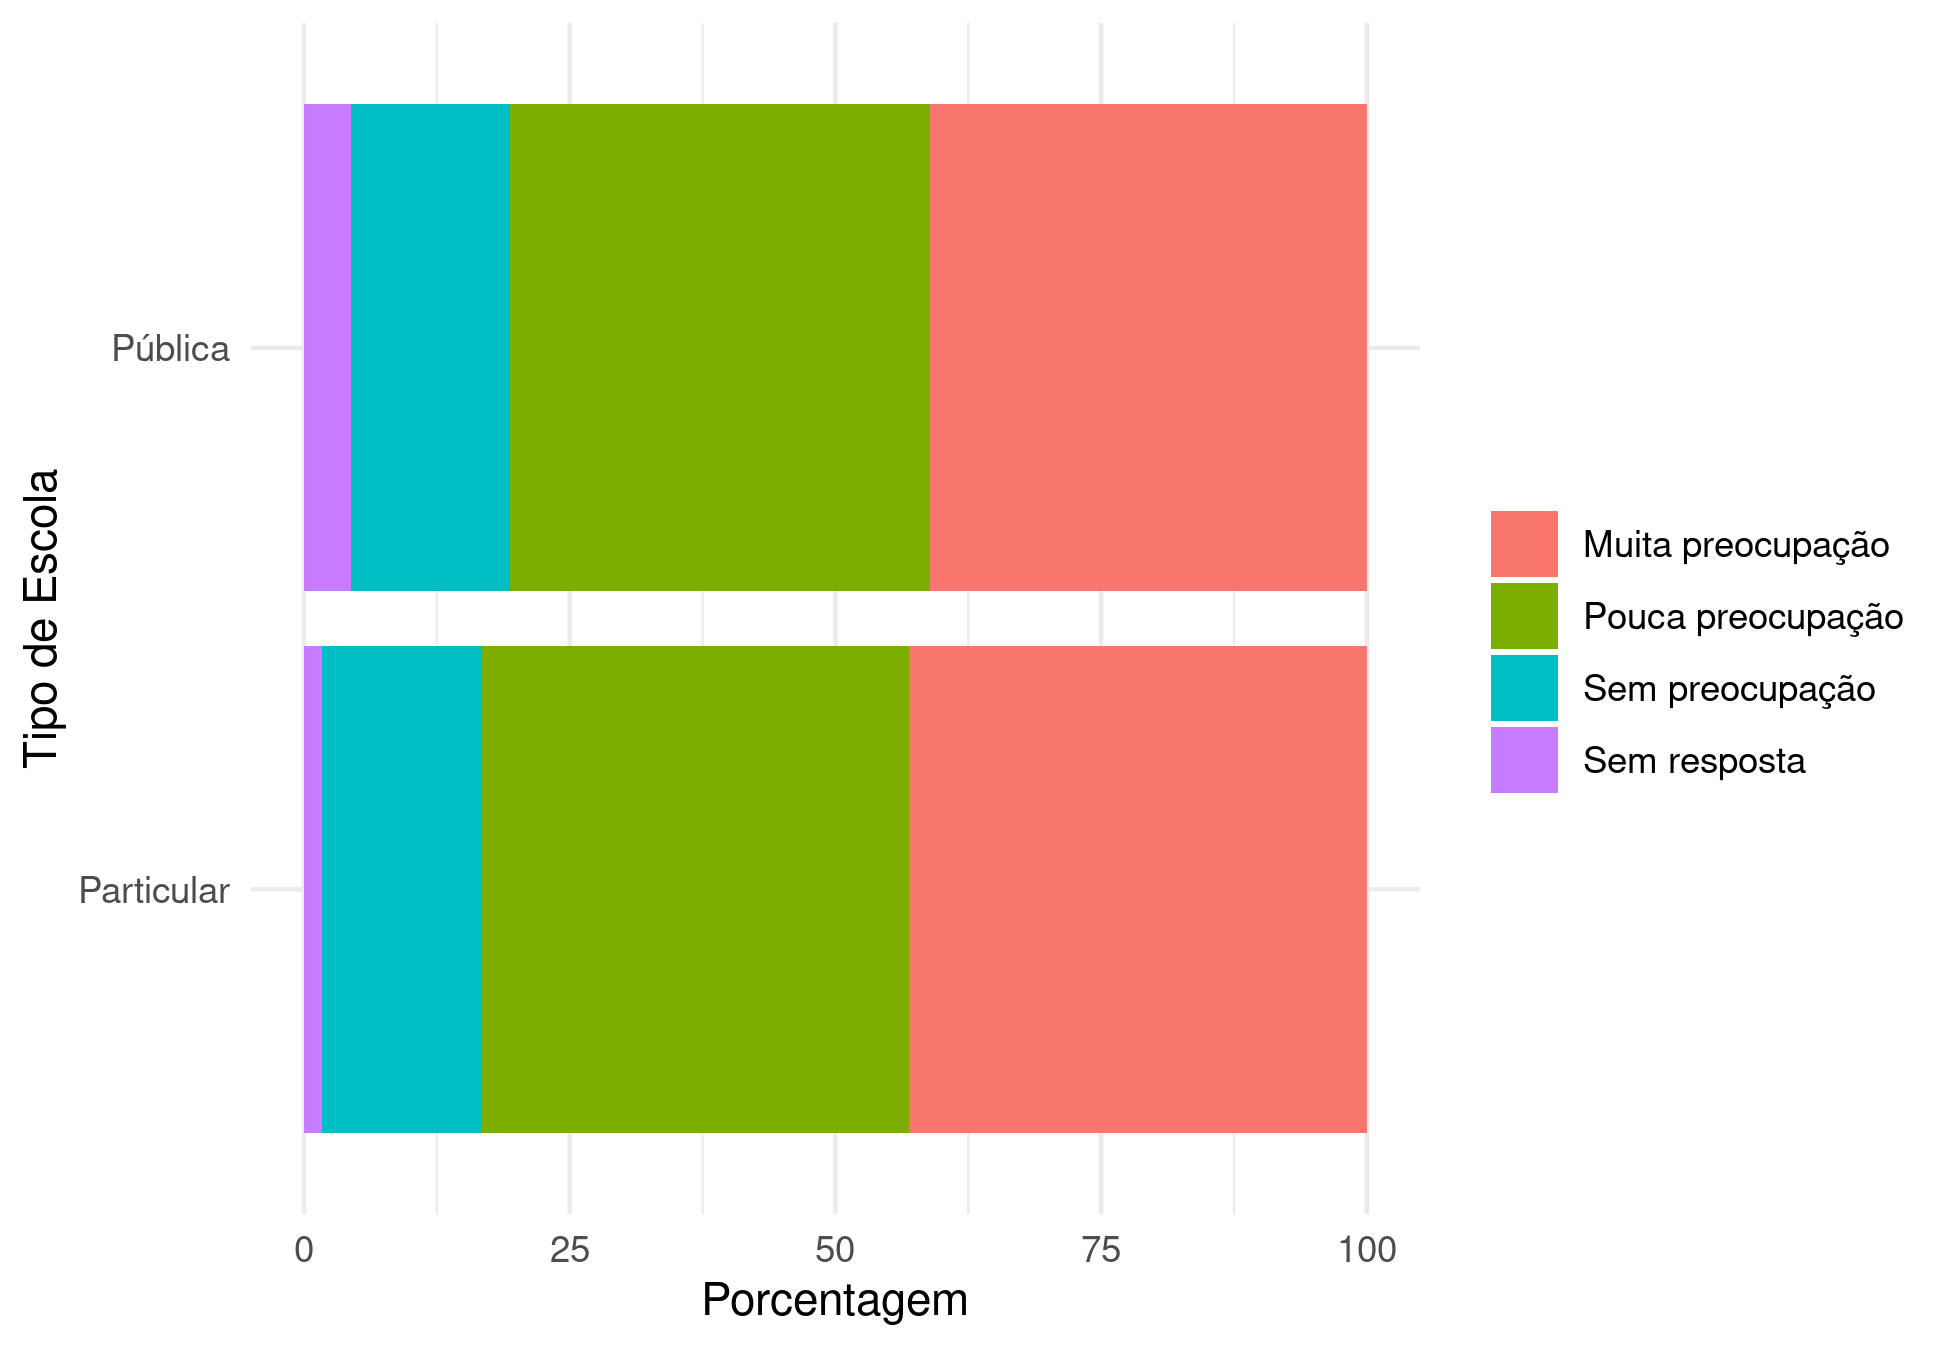 Tipo de Escola
Pública
Particular
0 25 50 75 100
Porcentagem
Muita preocupação
Pouca preocupação
Sem preocupação
Sem resposta